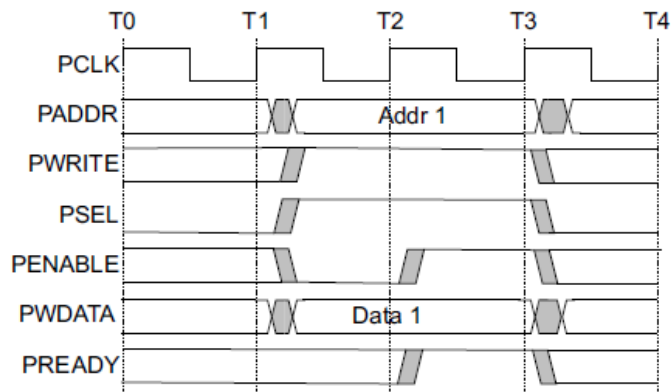 T0 T1 T2 T3 T4
PCLK
PADDR Addr 1
PWRITE
PSEL
PENABLE
PWDATA Data 1
PREADY